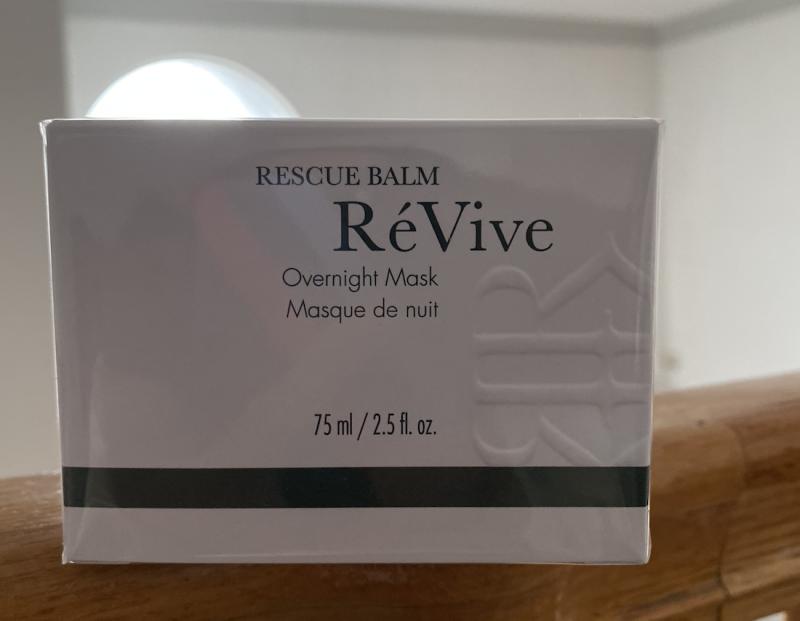 RESCUE BALM
RéVive
Overnight Mask
Masque de nuit
75 ml / 2.5 fl. oz.